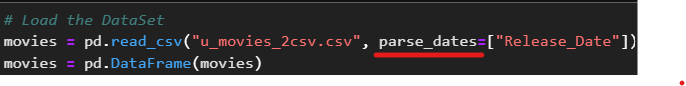 # Load the DataSet
movies = pd.read_csv("u_movies_2csv.csv", parse_dates=["Release_Date"])
movies = pd.DataFrame(movies)